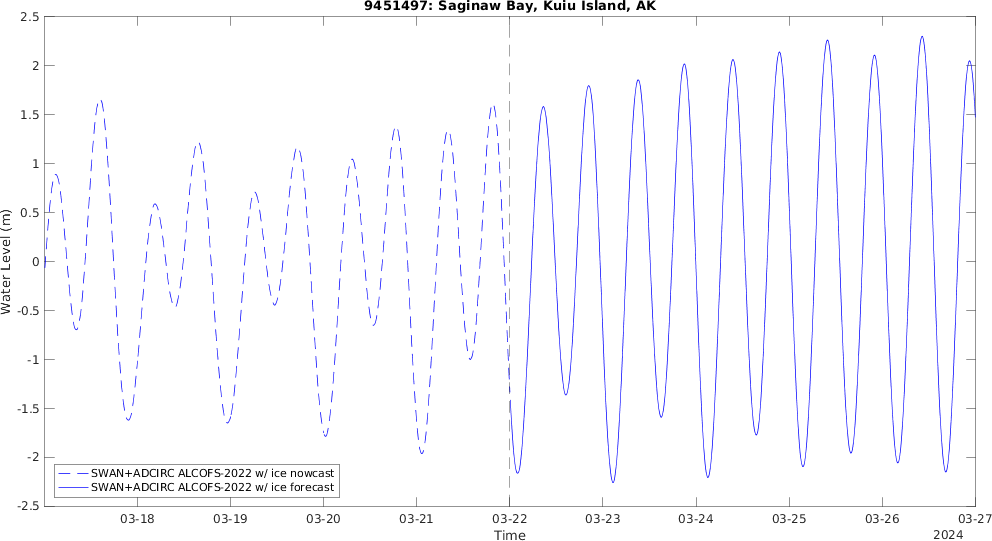 9451497: Saginaw Bay, Kuiu Island, AK
2.5
2
1.5
1
0.5
0
-0.5
-1
-1.5
-2
-2.5
Water Level (m)
SWAN+ADCIRC ALCOFS-2022 w/ ice nowcast
SWAN+ADCIRC ALCOFS-2022 w/ ice forecast
03-18 03-19 03-20 03-21 03-22 03-23 03-24 03-25 03-26 03-27
Time
2024